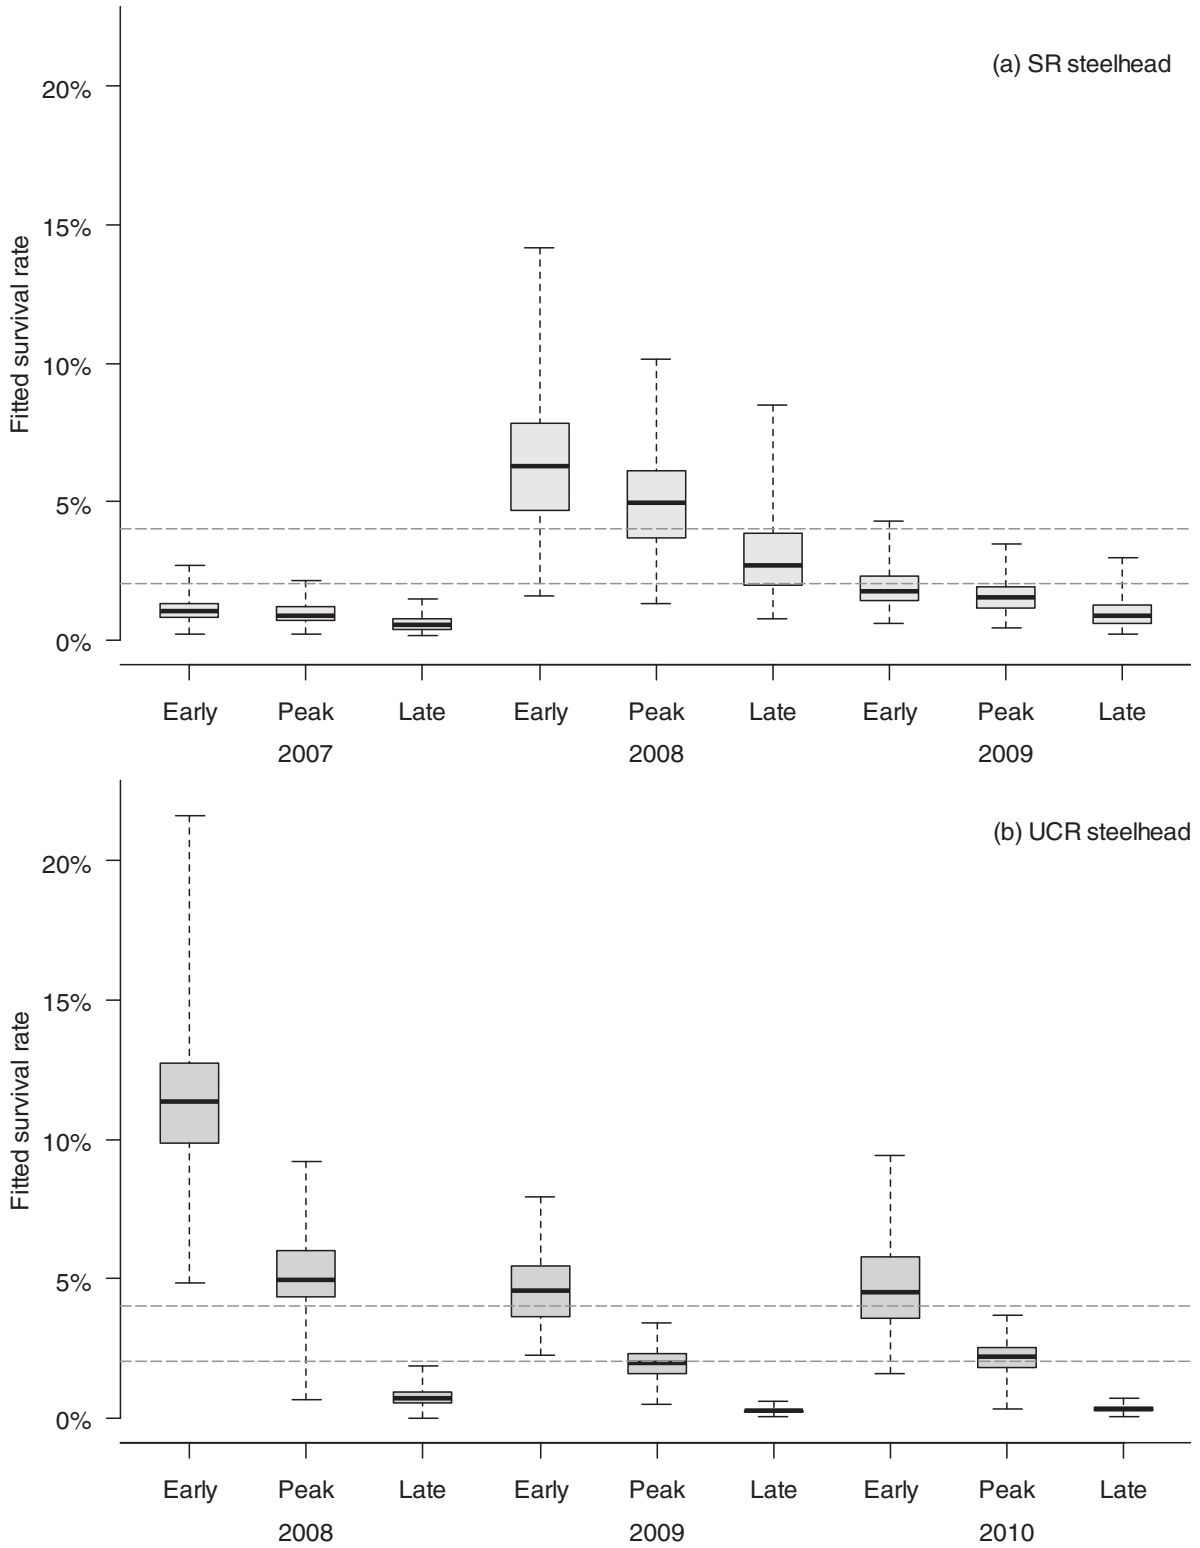 (a) SR steelhead
20%
15%
10%
5%
0%
Fitted survival rate
Early Peak Late Early Peak Late Early Peak Late
2007 2008 2009
(b) UCR steelhead
20%
15%
10%
5%
0%
Fitted survival rate
Early Peak Late Early Peak Late Early Peak Late
2008 2009 2010